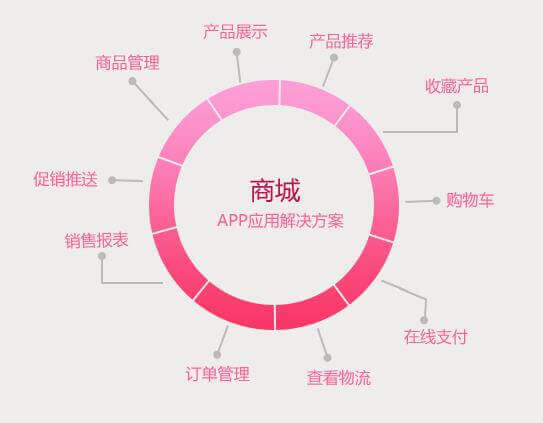 产品展示
产品推荐
商品管理
收藏产品
促销推送
商城
购物车
APP应用解决方案
销售报表
在线支付
订单管理
查看物流